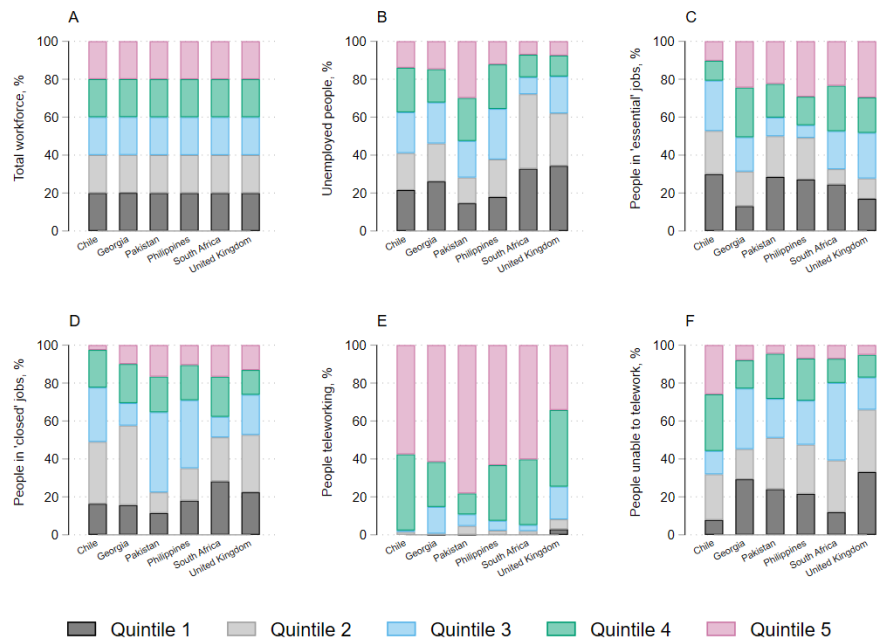 A
B
C
Total workforce, %
100
80
60
40
20
0
Chile
Georgia
Pakistan
Philippines
South Africa
United Kingdom
Unemployed people, %
100
80
60
40
20
0
Chile
Georgia
Pakistan
Philippines
South Africa
United Kingdom
People in 'essential' jobs, %
100
80
60
40
20
0
Chile
Georgia
Pakistan
Philippines
South Africa
United Kingdom
D
E
F
People in 'closed' jobs, %
100
80
60
40
20
0
Chile
Georgia
Pakistan
Philippines
South Africa
United Kingdom
People teleworking, %
100
80
60
40
20
0
Chile
Georgia
Pakistan
Philippines
South Africa
United Kingdom
People unable to telework, %
100
80
60
40
20
0
Chile
Georgia
Pakistan
Philippines
South Africa
United Kingdom
Quintile 1
Quintile 2
Quintile 3
Quintile 4
Quintile 5